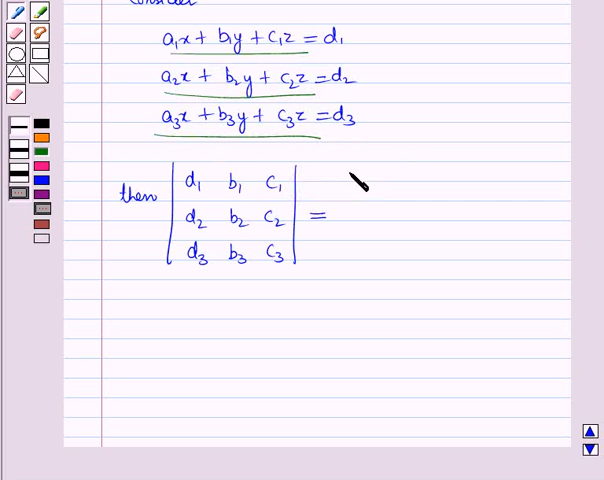 consider
a₁x + b₁y + c₁z = d₁
a₂x + b₂y + c₂z = d₂
a₃x + b₃y + c₃z = d₃
then | d₁ b₁ c₁ |
| d₂ b₂ c₂ | =
| d₃ b₃ c₃ |